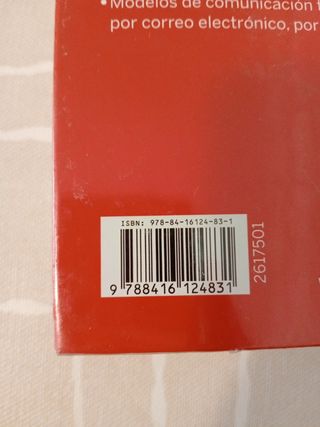 • Modelos de comunicación
por correo electrónico, por
ISBN: 978-84-16124-83-1
9 788416 124831
2617501